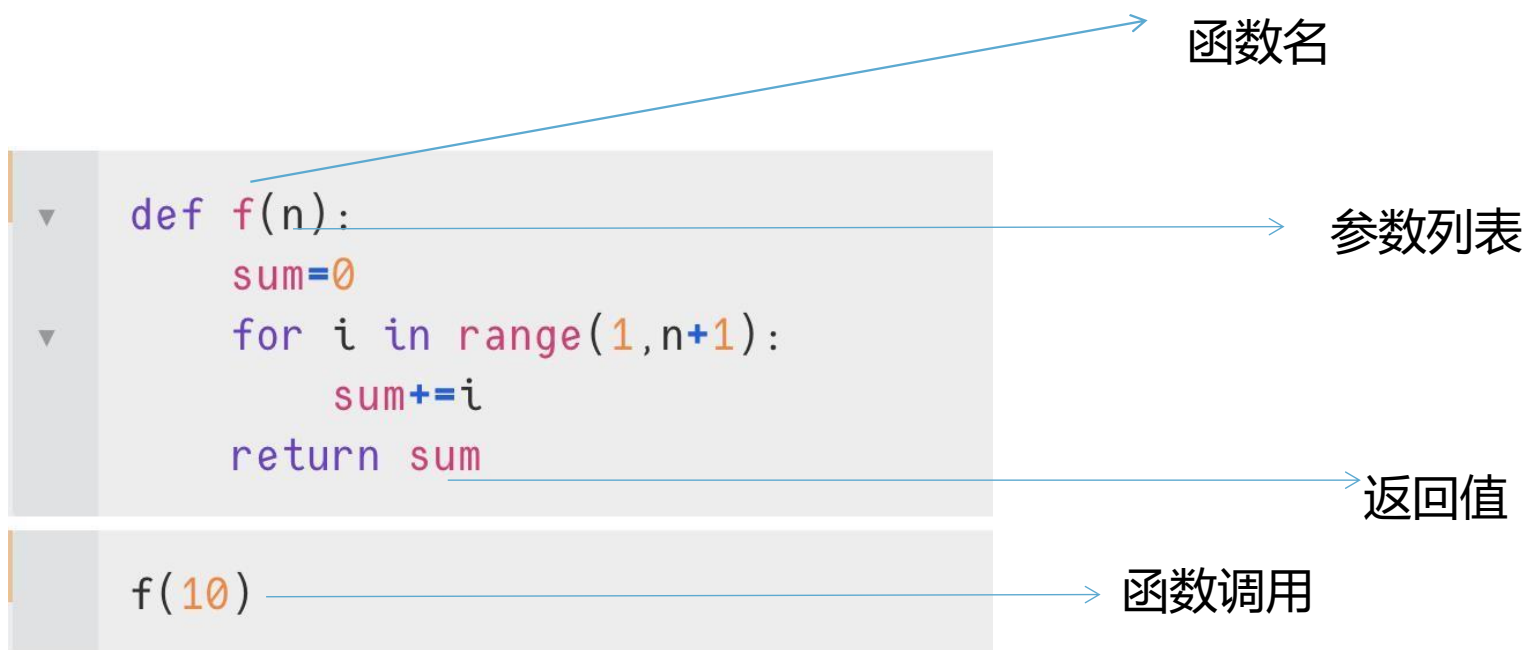 函数名
def f(n):
参数列表
sum=0
for i in range(1,n+1):
sum+=i
return sum
返回值
f(10)
函数调用